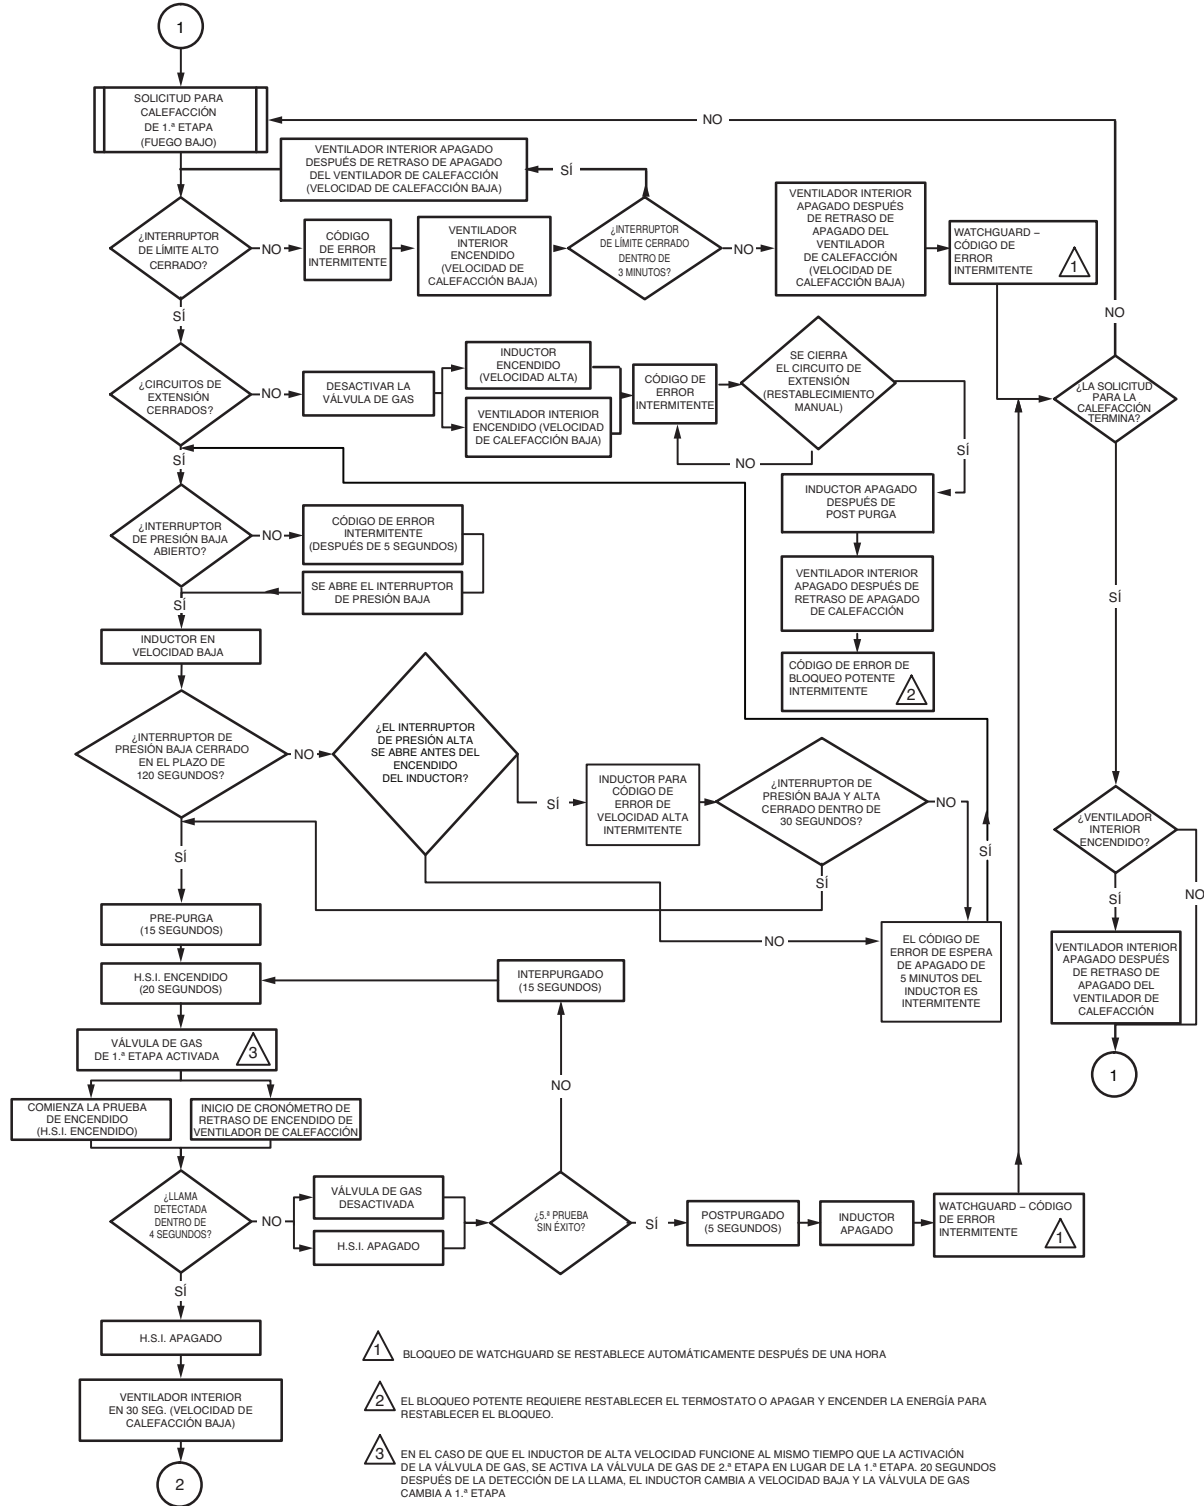 1
SOLICITUD PARA
CALEFACCIÓN
DE 1.ª ETAPA
(FUEGO BAJO)
NO
VENTILADOR INTERIOR APAGADO
DESPUÉS DE RETRASO DE APAGADO
DEL VENTILADOR DE CALEFACCIÓN
(VELOCIDAD DE CALEFACCIÓN BAJA)
SÍ
¿INTERRUPTOR
DE LÍMITE ALTO
CERRADO?
NO
CÓDIGO
DE ERROR
INTERMITENTE
VENTILADOR
INTERIOR
ENCENDIDO
(VELOCIDAD DE
CALEFACCIÓN BAJA)
¿INTERRUPTOR
DE LÍMITE CERRADO
DENTRO DE
3 MINUTOS?
NO
VENTILADOR INTERIOR
APAGADO DESPUÉS
DE RETRASO DE
APAGADO DEL
VENTILADOR
DE CALEFACCIÓN
(VELOCIDAD DE
CALEFACCIÓN BAJA)
WATCHGUARD –
CÓDIGO DE
ERROR
INTERMITENTE
1
SÍ
NO
¿CIRCUITOS DE
EXTENSIÓN
CERRADOS?
NO
DESACTIVAR LA
VÁLVULA DE GAS
INDUCTOR
ENCENDIDO
(VELOCIDAD ALTA)
VENTILADOR INTERIOR
ENCENDIDO (VELOCIDAD
DE CALEFACCIÓN BAJA)
CÓDIGO DE
ERROR
INTERMITENTE
SE CIERRA
EL CIRCUITO DE
EXTENSIÓN
(RESTABLECIMIENTO
MANUAL)
¿LA SOLICITUD
PARA LA
CALEFACCIÓN
TERMINA?
NO
SÍ
SÍ
INDUCTOR APAGADO
DESPUÉS DE
POST PURGA
¿INTERRUPTOR
DE PRESIÓN BAJA
ABIERTO?
NO
CÓDIGO DE ERROR
INTERMITENTE
(DESPUÉS DE 5 SEGUNDOS)
SE ABRE EL INTERRUPTOR
DE PRESIÓN BAJA
VENTILADOR INTERIOR
APAGADO DESPUÉS DE
RETRASO DE APAGADO
DE CALEFACCIÓN
SÍ
SÍ
INDUCTOR EN
VELOCIDAD BAJA
CÓDIGO DE ERROR DE
BLOQUEO POTENTE
INTERMITENTE
2
¿INTERRUPTOR DE
PRESIÓN BAJA CERRADO
EN EL PLAZO DE
120 SEGUNDOS?
NO
¿EL INTERRUPTOR
DE PRESIÓN ALTA
SE ABRE ANTES DEL
ENCENDIDO
DEL INDUCTOR?
SÍ
INDUCTOR PARA
CÓDIGO DE
ERROR DE
VELOCIDAD ALTA
INTERMITENTE
¿INTERRUPTOR DE
PRESIÓN BAJA Y ALTA
CERRADO DENTRO DE
30 SEGUNDOS?
NO
¿VENTILADOR
INTERIOR
ENCENDIDO?
SÍ
SÍ
SÍ
SÍ
NO
PRE-PURGA
(15 SEGUNDOS)
NO
EL CÓDIGO DE
ERROR DE ESPERA
DE APAGADO DE
5 MINUTOS DEL
INDUCTOR ES
INTERMITENTE
VENTILADOR INTERIOR
APAGADO DESPUÉS
DE RETRASO DE
APAGADO DEL
VENTILADOR DE
CALEFACCIÓN
H.S.I. ENCENDIDO
(20 SEGUNDOS)
INTERPURGADO
(15 SEGUNDOS)
VÁLVULA DE GAS
DE 1.ª ETAPA ACTIVADA
3
NO
1
COMIENZA LA PRUEBA
DE ENCENDIDO
(H.S.I. ENCENDIDO)
INICIO DE CRONÓMETRO DE
RETRASO DE ENCENDIDO DE
VENTILADOR DE CALEFACCIÓN
¿LLAMA
DETECTADA
DENTRO DE
4 SEGUNDOS?
NO
VÁLVULA DE GAS
DESACTIVADA
H.S.I. APAGADO
¿5.ª PRUEBA
SIN ÉXITO?
SÍ
POSTPURGADO
(5 SEGUNDOS)
INDUCTOR
APAGADO
WATCHGUARD – CÓDIGO
DE ERROR
INTERMITENTE
1
SÍ
H.S.I. APAGADO
VENTILADOR INTERIOR
EN 30 SEG. (VELOCIDAD DE
CALEFACCIÓN BAJA)
2
1 BLOQUEO DE WATCHGUARD SE RESTABLECE AUTOMÁTICAMENTE DESPUÉS DE UNA HORA
2 EL BLOQUEO POTENTE REQUIERE RESTABLECER EL TERMOSTATO O APAGAR Y ENCENDER LA ENERGÍA PARA
RESTABLECER EL BLOQUEO.
3 EN EL CASO DE QUE EL INDUCTOR DE ALTA VELOCIDAD FUNCIONE AL MISMO TIEMPO QUE LA ACTIVACIÓN
DE LA VÁLVULA DE GAS, SE ACTIVA LA VÁLVULA DE GAS DE 2.ª ETAPA EN LUGAR DE LA 1.ª ETAPA. 20 SEGUNDOS
DESPUÉS DE LA DETECCIÓN DE LA LLAMA, EL INDUCTOR CAMBIA A VELOCIDAD BAJA Y LA VÁLVULA DE GAS
CAMBIA A 1.ª ETAPA